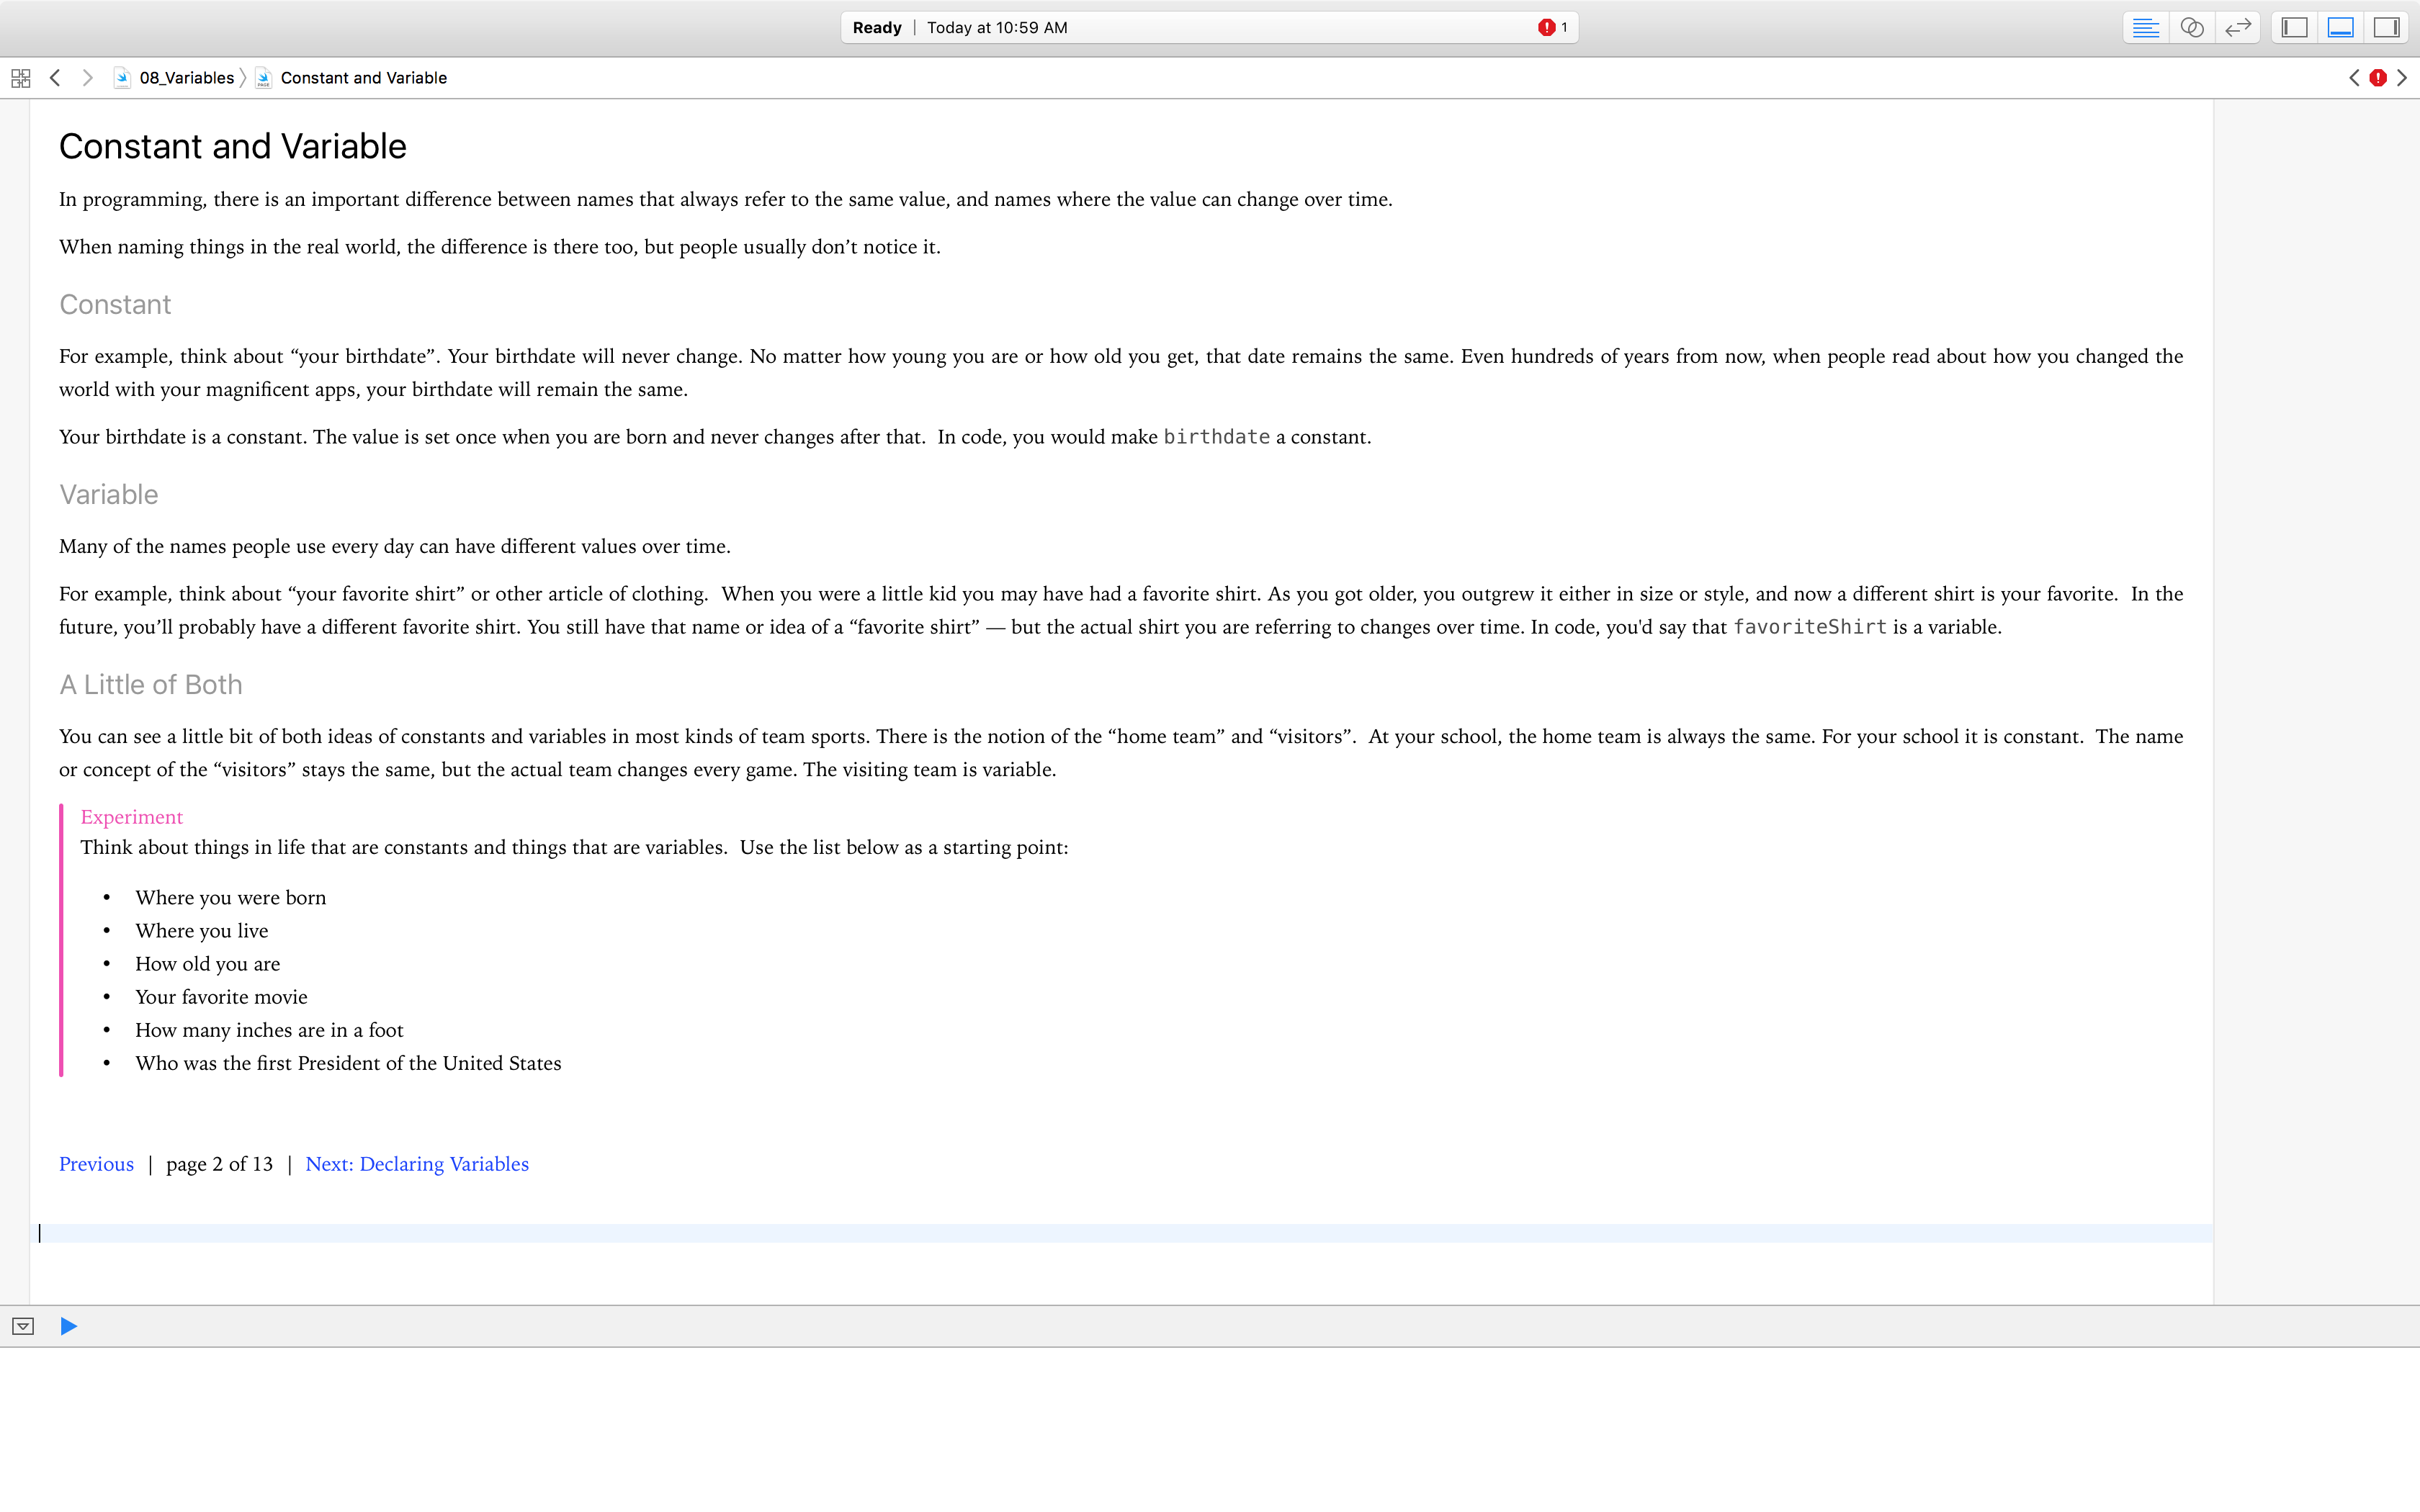 Ready | Today at 10:59 AM 1
08_Variables 〉 Constant and Variable
Constant and Variable
In programming, there is an important difference between names that always refer to the same value, and names where the value can change over time.
When naming things in the real world, the difference is there too, but people usually don’t notice it.
Constant
For example, think about “your birthdate”. Your birthdate will never change. No matter how young you are or how old you get, that date remains the same. Even hundreds of years from now, when people read about how you changed the
world with your magnificent apps, your birthdate will remain the same.
Your birthdate is a constant. The value is set once when you are born and never changes after that.  In code, you would make birthdate a constant.
Variable
Many of the names people use every day can have different values over time.
For example, think about “your favorite shirt” or other article of clothing.  When you were a little kid you may have had a favorite shirt. As you got older, you outgrew it either in size or style, and now a different shirt is your favorite.  In the
future, you’ll probably have a different favorite shirt. You still have that name or idea of a “favorite shirt” — but the actual shirt you are referring to changes over time. In code, you'd say that favoriteShirt is a variable.
A Little of Both
You can see a little bit of both ideas of constants and variables in most kinds of team sports. There is the notion of the “home team” and “visitors”.  At your school, the home team is always the same. For your school it is constant.  The name
or concept of the “visitors” stays the same, but the actual team changes every game. The visiting team is variable.
Experiment
Think about things in life that are constants and things that are variables.  Use the list below as a starting point:
• Where you were born
• Where you live
• How old you are
• Your favorite movie
• How many inches are in a foot
• Who was the first President of the United States
Previous | page 2 of 13 | Next: Declaring Variables